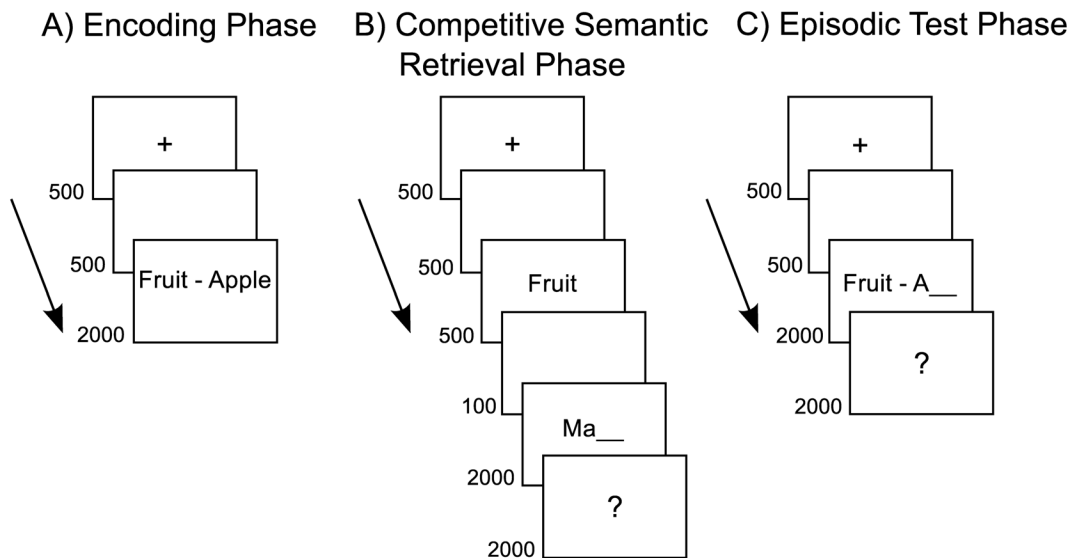 A) Encoding Phase
+
500
500
Fruit - Apple
2000
B) Competitive Semantic
Retrieval Phase
+
500
500
Fruit
500
100
Ma__
2000
?
2000
C) Episodic Test Phase
+
500
500
Fruit - A__
2000
?
2000